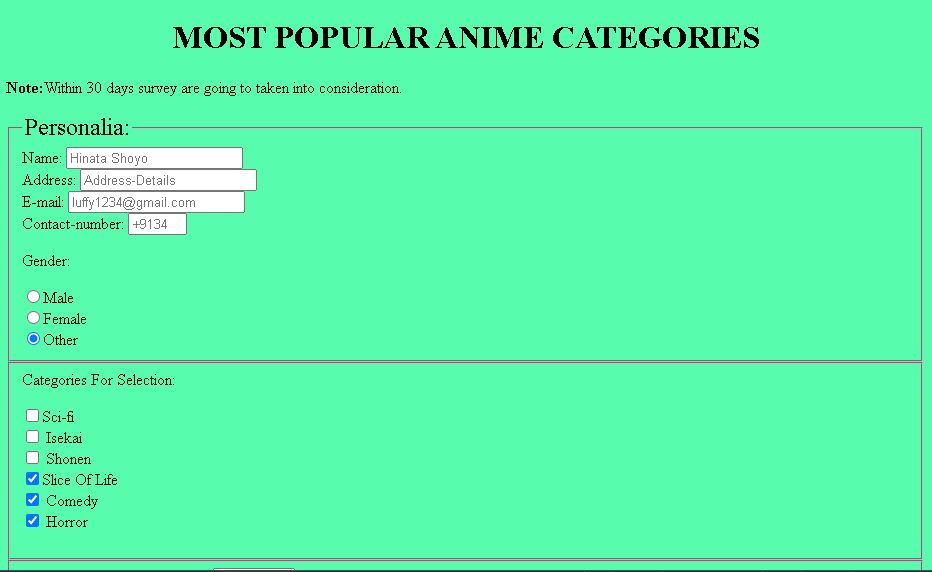 MOST POPULAR ANIME CATEGORIES
Note:Within 30 days survey are going to taken into consideration.
Personalia:
Name: Hinata Shoyo
Address: Address-Details
E-mail: luffy1234@gmail.com
Contact-number: +9134
Gender:
Male
Female
Other
Categories For Selection:
Sci-fi
Isekai
Shonen
Slice Of Life
Comedy
Horror